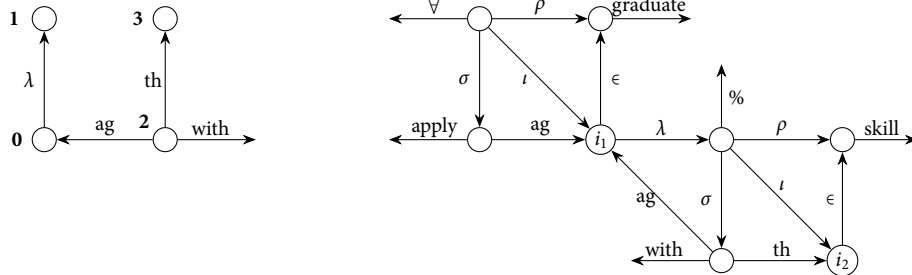 1 3 ∀ ρ graduate
λ th σ ι ϵ
%
0 ag 2 with apply ag i₁ λ ρ skill
ag σ ι ϵ
with th i₂